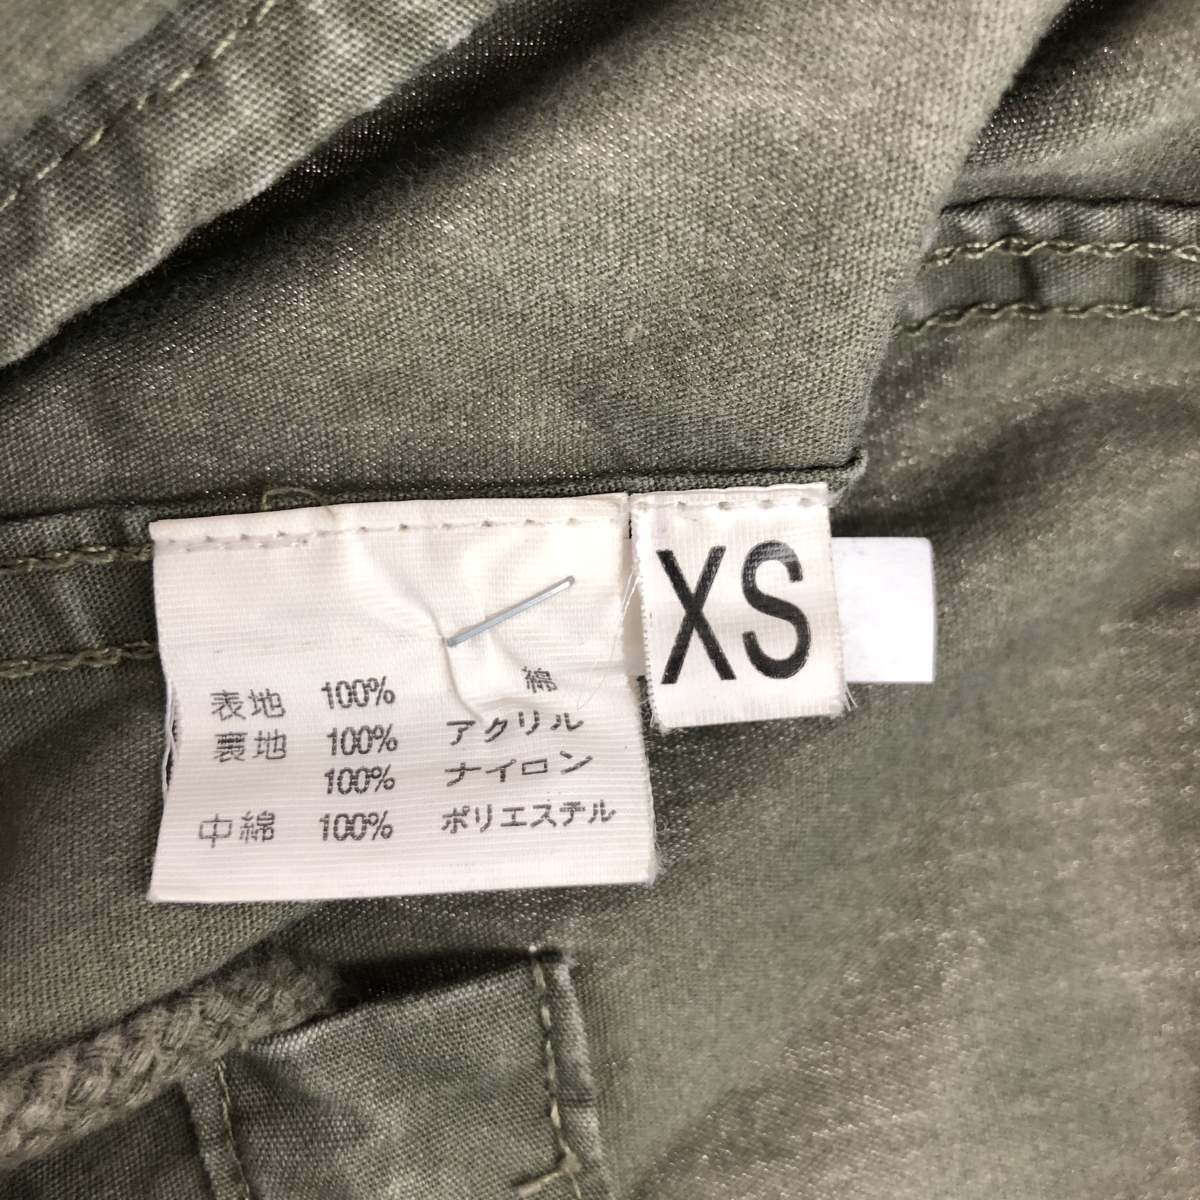 XS
表地 100% 綿
裏地 100% アクリル
100% ナイロン
中綿 100% ポリエステル